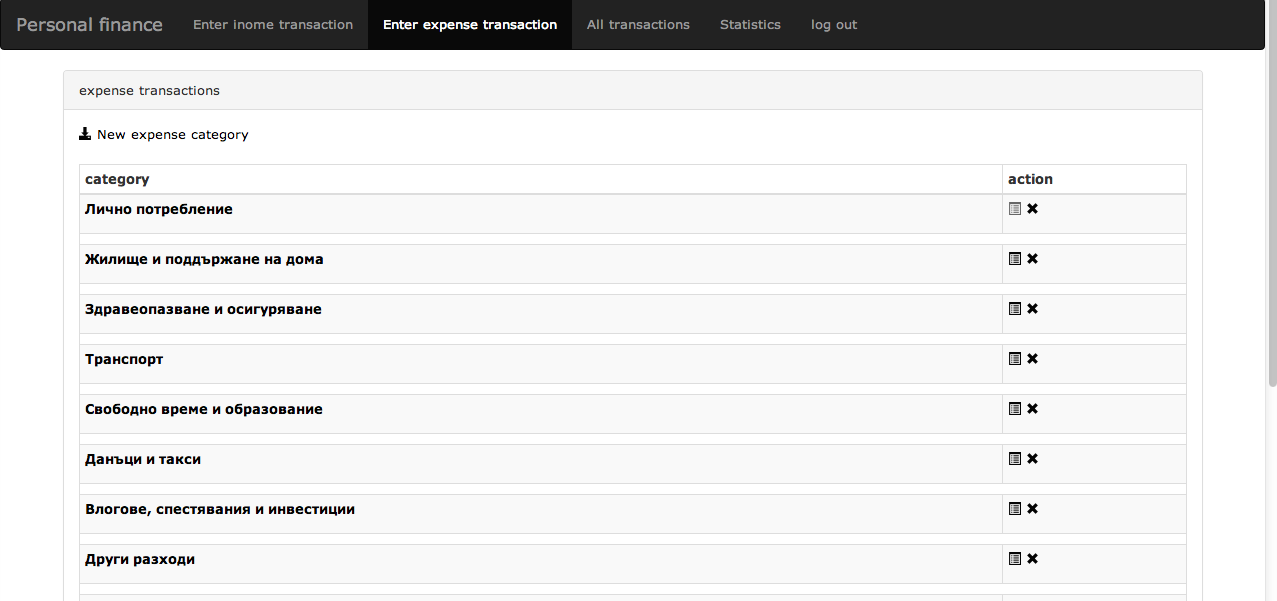 Personal finance Enter inome transaction Enter expense transaction All transactions Statistics log out
expense transactions
New expense category
category action
Лично потребление
Жилище и поддържане на дома
Здравеопазване и осигуряване
Транспорт
Свободно време и образование
Данъци и такси
Влогове, спестявания и инвестиции
Други разходи